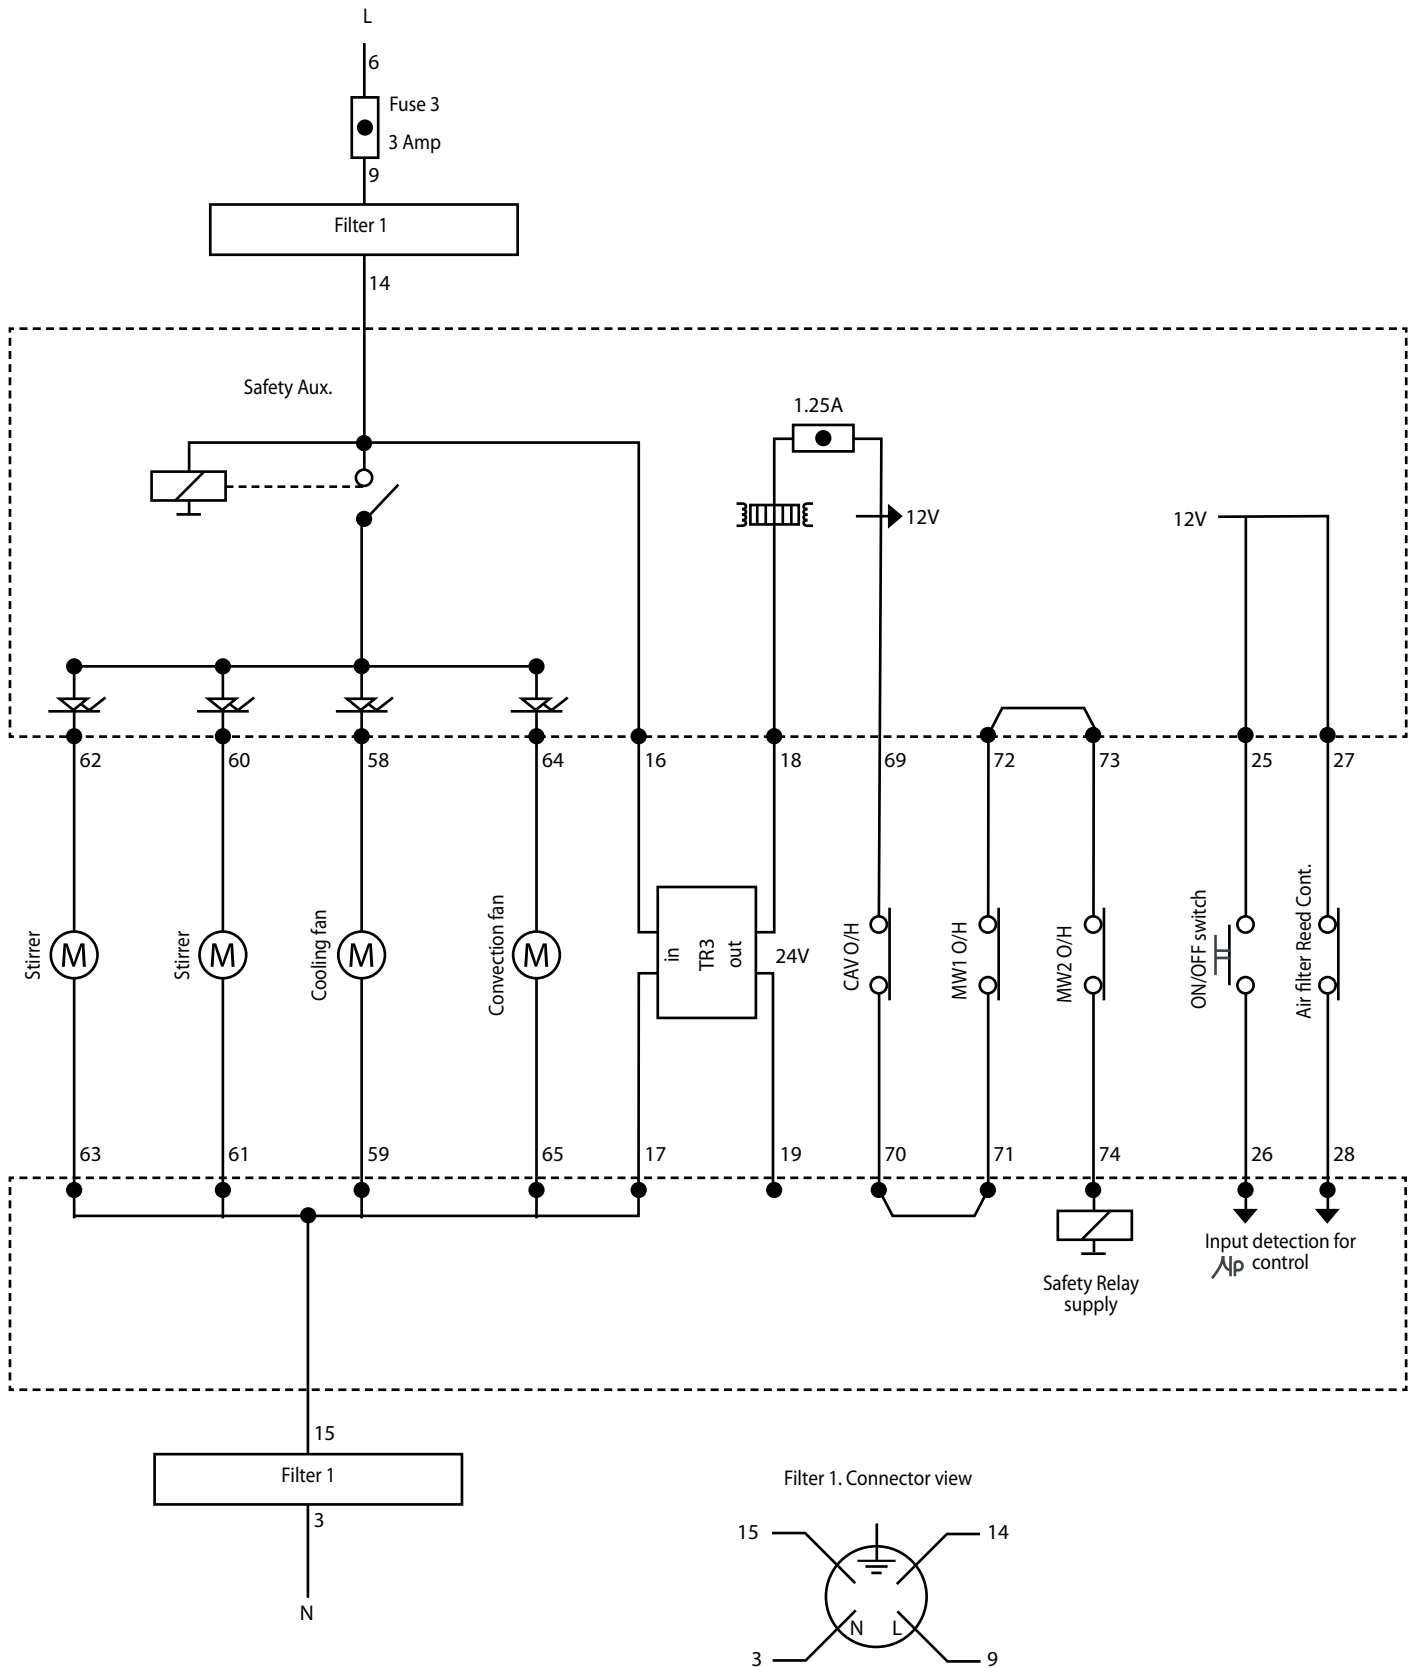 L
6
Fuse 3
3 Amp
9
Filter 1
14
Safety Aux.
1.25A
12V
12V
62
60
58
64
16
18
69
72
73
25
27
Stirrer
Stirrer
Cooling fan
Convection fan
M
M
M
M
in
TR3
out
24V
CAV O/H
MW1 O/H
MW2 O/H
ON/OFF switch
Air filter Reed Cont.
63
61
59
65
17
19
70
71
74
26
28
Input detection for
control
Safety Relay
supply
15
Filter 1
3
N
Filter 1. Connector view
15
14
N
L
3
9